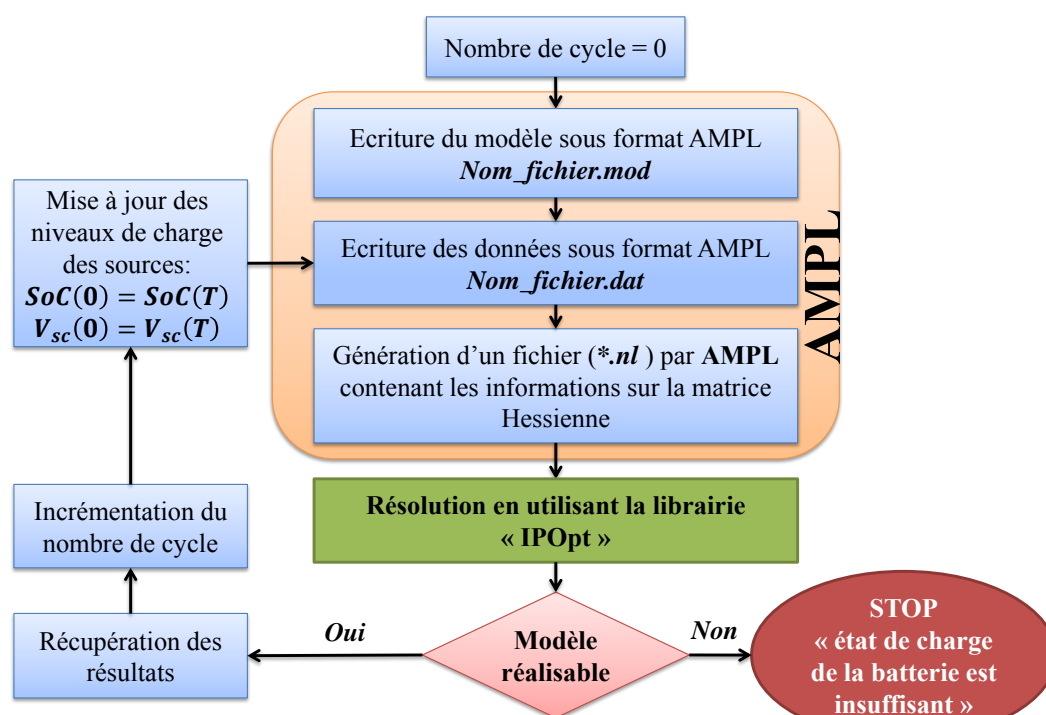 Nombre de cycle = 0
Ecriture du modèle sous format AMPL
Nom_fichier.mod
Ecriture des données sous format AMPL
Nom_fichier.dat
Génération d'un fichier (*.nl ) par AMPL
contenant les informations sur la matrice
Hessienne
AMPL
Résolution en utilisant la librairie
« IPOpt »
Modèle
réalisable
Non
STOP
« état de charge
de la batterie est
insuffisant »
Oui
Récupération des
résultats
Incrémentation du
nombre de cycle
Mise à jour des
niveaux de charge
des sources:
SoC(0) = SoC(T)
V_sc(0) = V_sc(T)